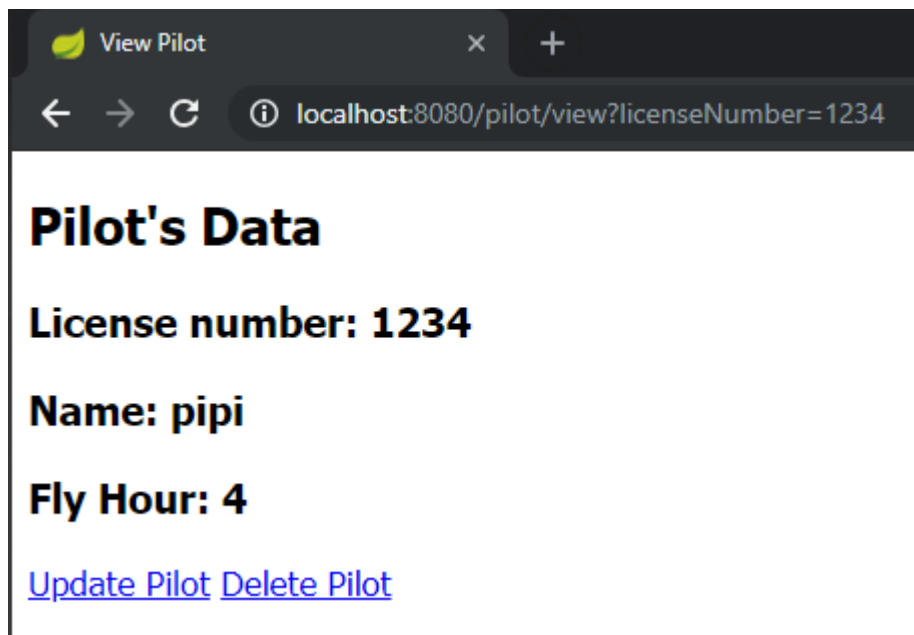 View Pilot
localhost:8080/pilot/view?licenseNumber=1234
Pilot's Data
License number: 1234
Name: pipi
Fly Hour: 4
Update Pilot Delete Pilot